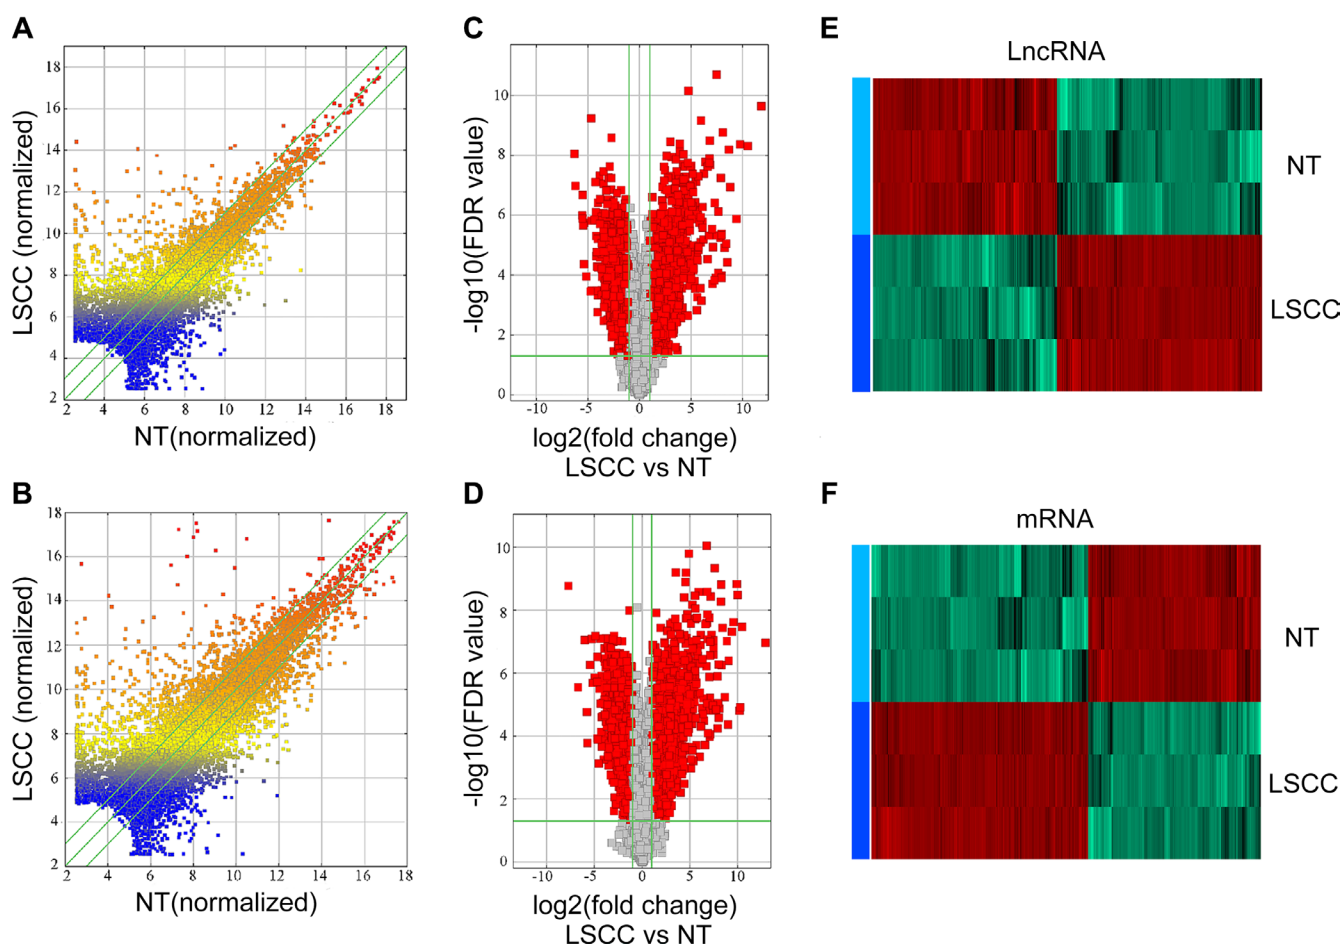 A
18
16
14
12
10
8
6
4
2
2
4
6
8
10
12
14
16
18
LSCC (normalized)
NT(normalized)
C
10
8
6
4
2
0
-10
-5
0
5
10
-log10(FDR value)
log2(fold change)
LSCC vs NT
E
LncRNA
NT
LSCC
B
18
16
14
12
10
8
6
4
2
2
4
6
8
10
12
14
16
18
LSCC (normalized)
NT(normalized)
D
10
8
6
4
2
0
-10
-5
0
5
10
-log10(FDR value)
log2(fold change)
LSCC vs NT
F
mRNA
NT
LSCC